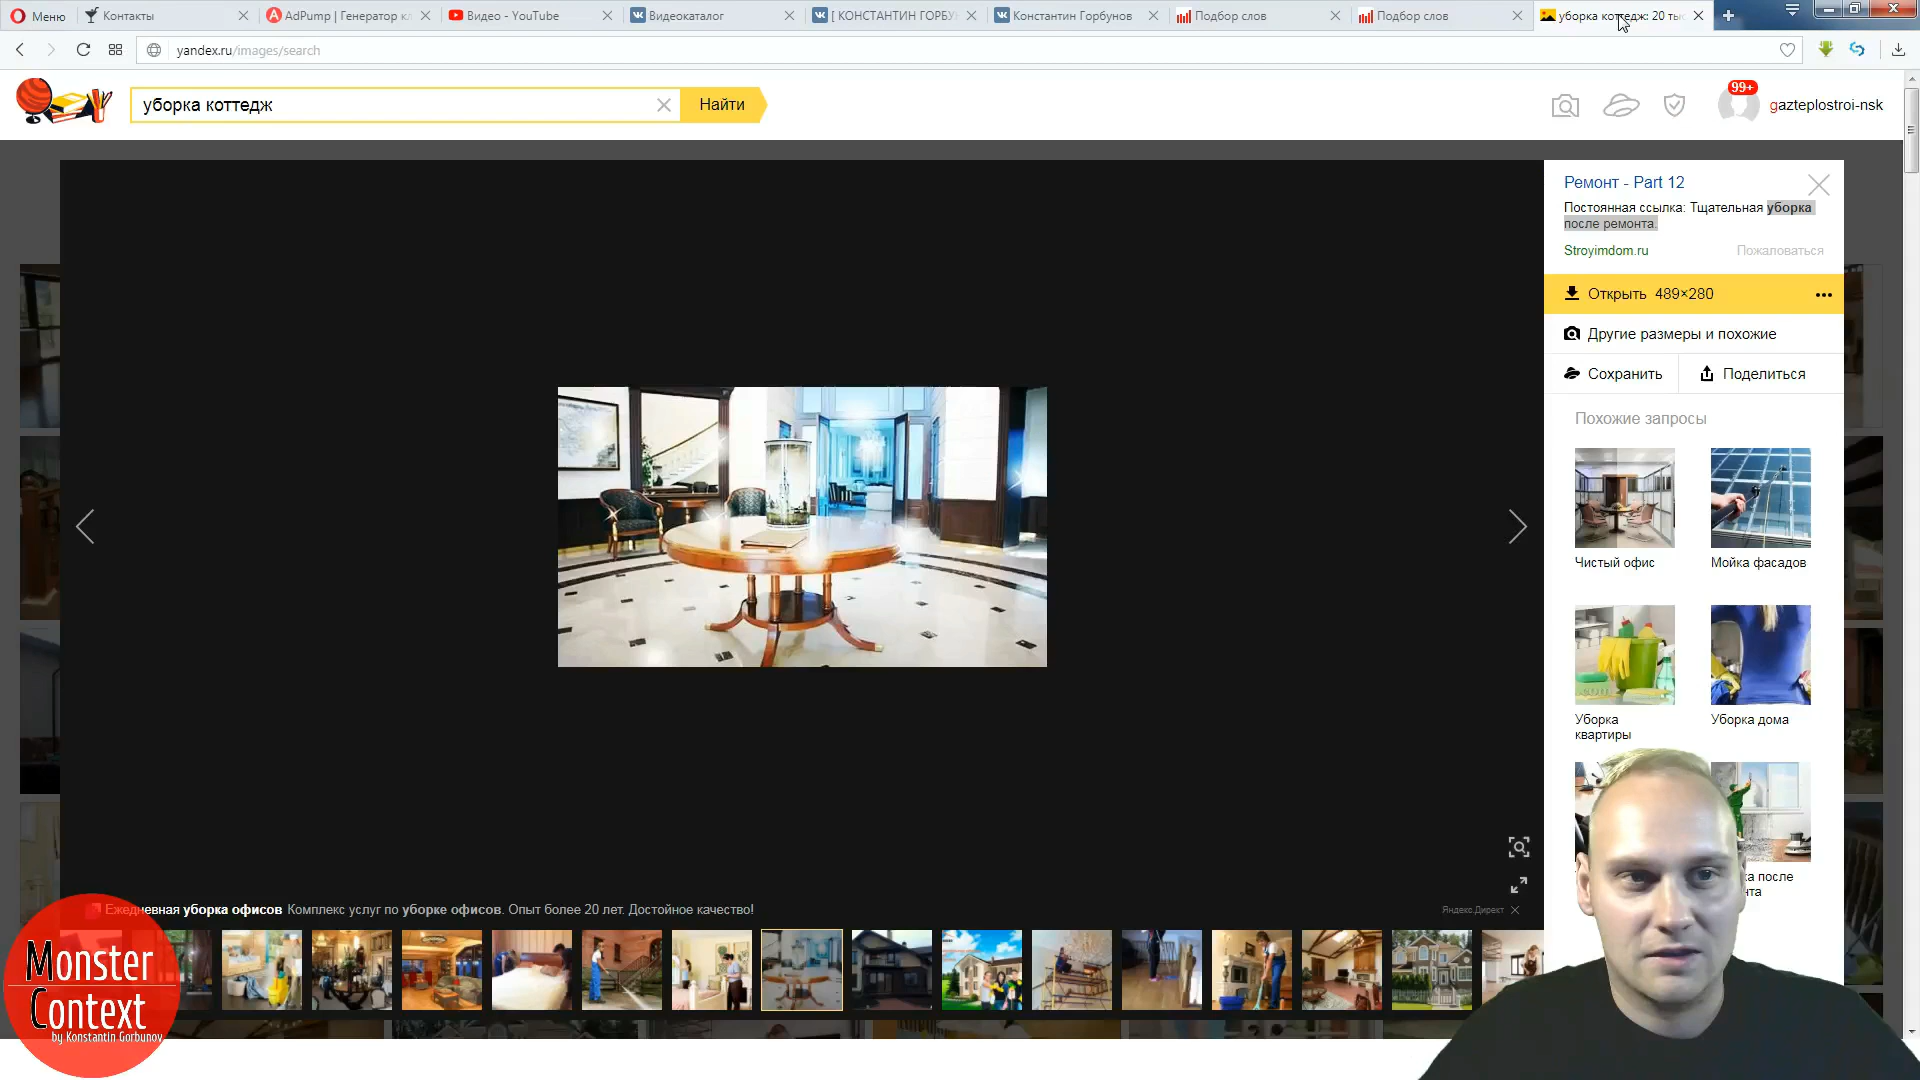 Меню
Контакты
AdPump | Генератор кл
Видео - YouTube
Видеокаталог
[ КОНСТАНТИН ГОРБУН
Константин Горбунов
Подбор слов
Подбор слов
уборка коттедж: 20 тыс
yandex.ru/images/search
уборка коттедж
Найти
99+
gazteplostroi-nsk
Ремонт - Part 12
Постоянная ссылка: Тщательная уборка
после ремонта.
Stroyimdom.ru
Пожаловаться
Открыть 489×280
Другие размеры и похожие
Сохранить
Поделиться
Похожие запросы
Чистый офис
Мойка фасадов
Уборка
квартиры
Уборка дома
после
Ежедневная уборка офисов Комплекс услуг по уборке офисов. Опыт более 20 лет. Достойное качество!
Яндекс.Директ
Monster
Context
by Konstantin Gorbunov